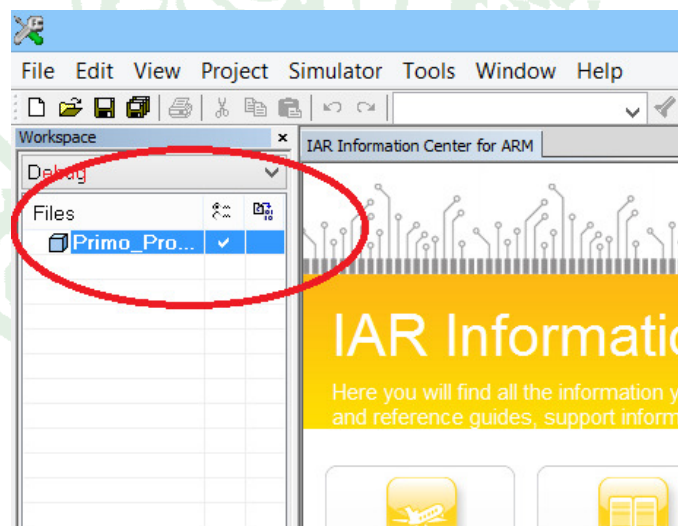 File Edit View Project Simulator Tools Window Help
Workspace
IAR Information Center for ARM
Debug
Files
Primo_Pro...
IAR Informatio
Here you will find all the information y
and reference guides, support inform